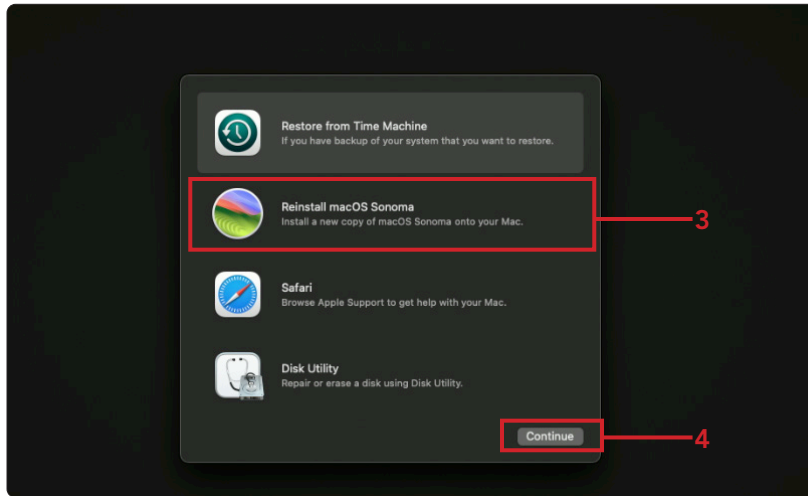 Restore from Time Machine
If you have backup of your system that you want to restore.
Reinstall macOS Sonoma
Install a new copy of macOS Sonoma onto your Mac.
3
Safari
Browse Apple Support to get help with your Mac.
Disk Utility
Repair or erase a disk using Disk Utility.
Continue
4